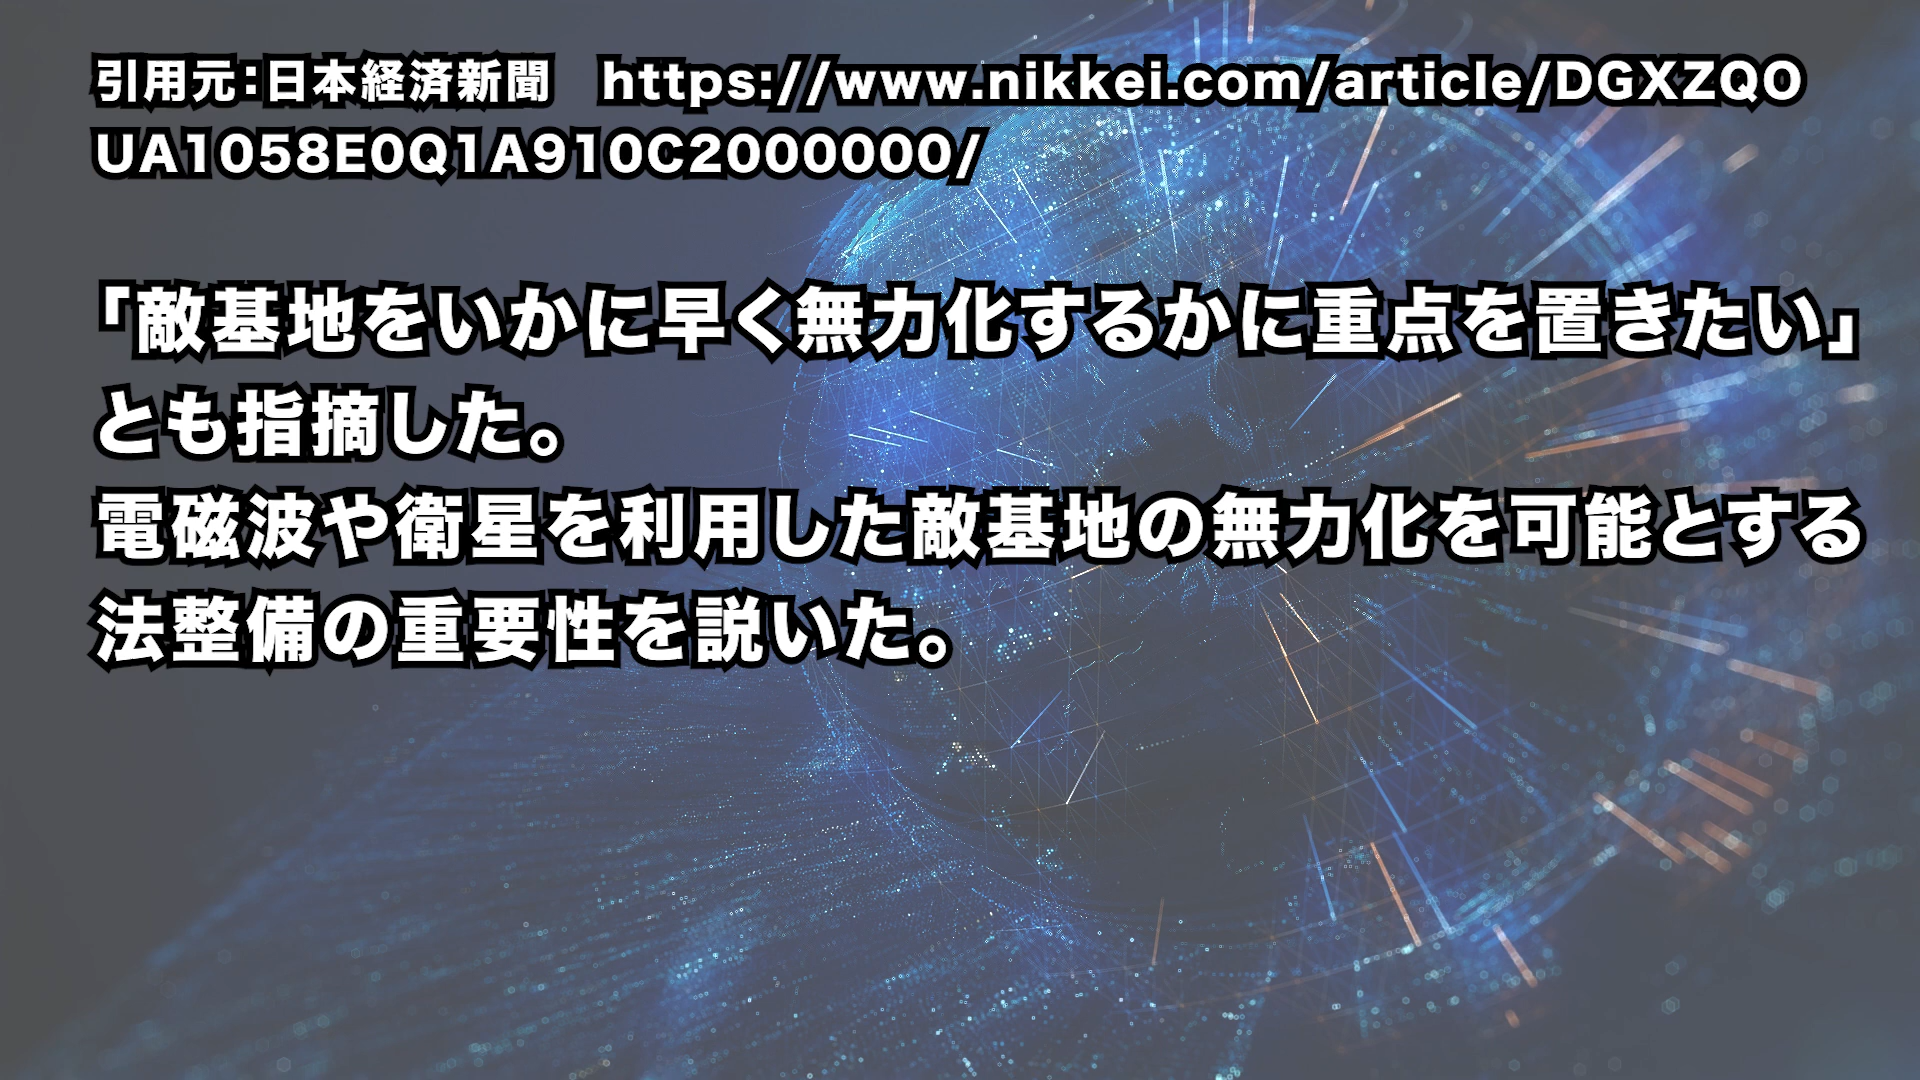 引用元：日本経済新聞　https://www.nikkei.com/article/DGXZQO
UA1058E0Q1A910C2000000/
「敵基地をいかに早く無力化するかに重点を置きたい」
とも指摘した。
電磁波や衛星を利用した敵基地の無力化を可能とする
法整備の重要性を説いた。